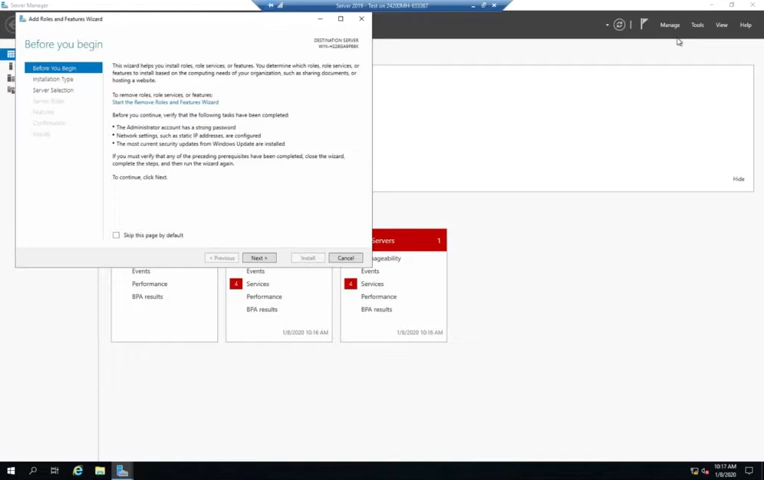 Server Manager
Server 2019 - Test on 2420DMH-ES5367
Add Roles and Features Wizard
Manage Tools View Help
Before you begin
DESTINATION SERVER
Before You Begin
Installation Type
Server Selection
Server Roles
Features
Confirmation
Results
This wizard helps you install roles, role services, or features. You determine which roles, role services, or
features to install based on the computing needs of your organization, such as sharing documents, or
hosting a website.
To remove roles, role services, or features:
Start the Remove Roles and Features Wizard
Before you continue, verify that the following tasks have been completed:
• The Administrator account has a strong password
• Network settings, such as static IP addresses, are configured
• The most current security updates from Windows Update are installed
If you must verify that any of the preceding prerequisites have been completed, close the wizard,
complete the steps, and then run the wizard again.
To continue, click Next.
Skip this page by default
< Previous Next > Install Cancel
Hide
Servers 1
ageability
Events
Performance
BPA results
Events
4 Services
Performance
BPA results
1/8/2020 10:16 AM
Events
4 Services
Performance
BPA results
1/8/2020 10:16 AM
10:17 AM
1/8/2020